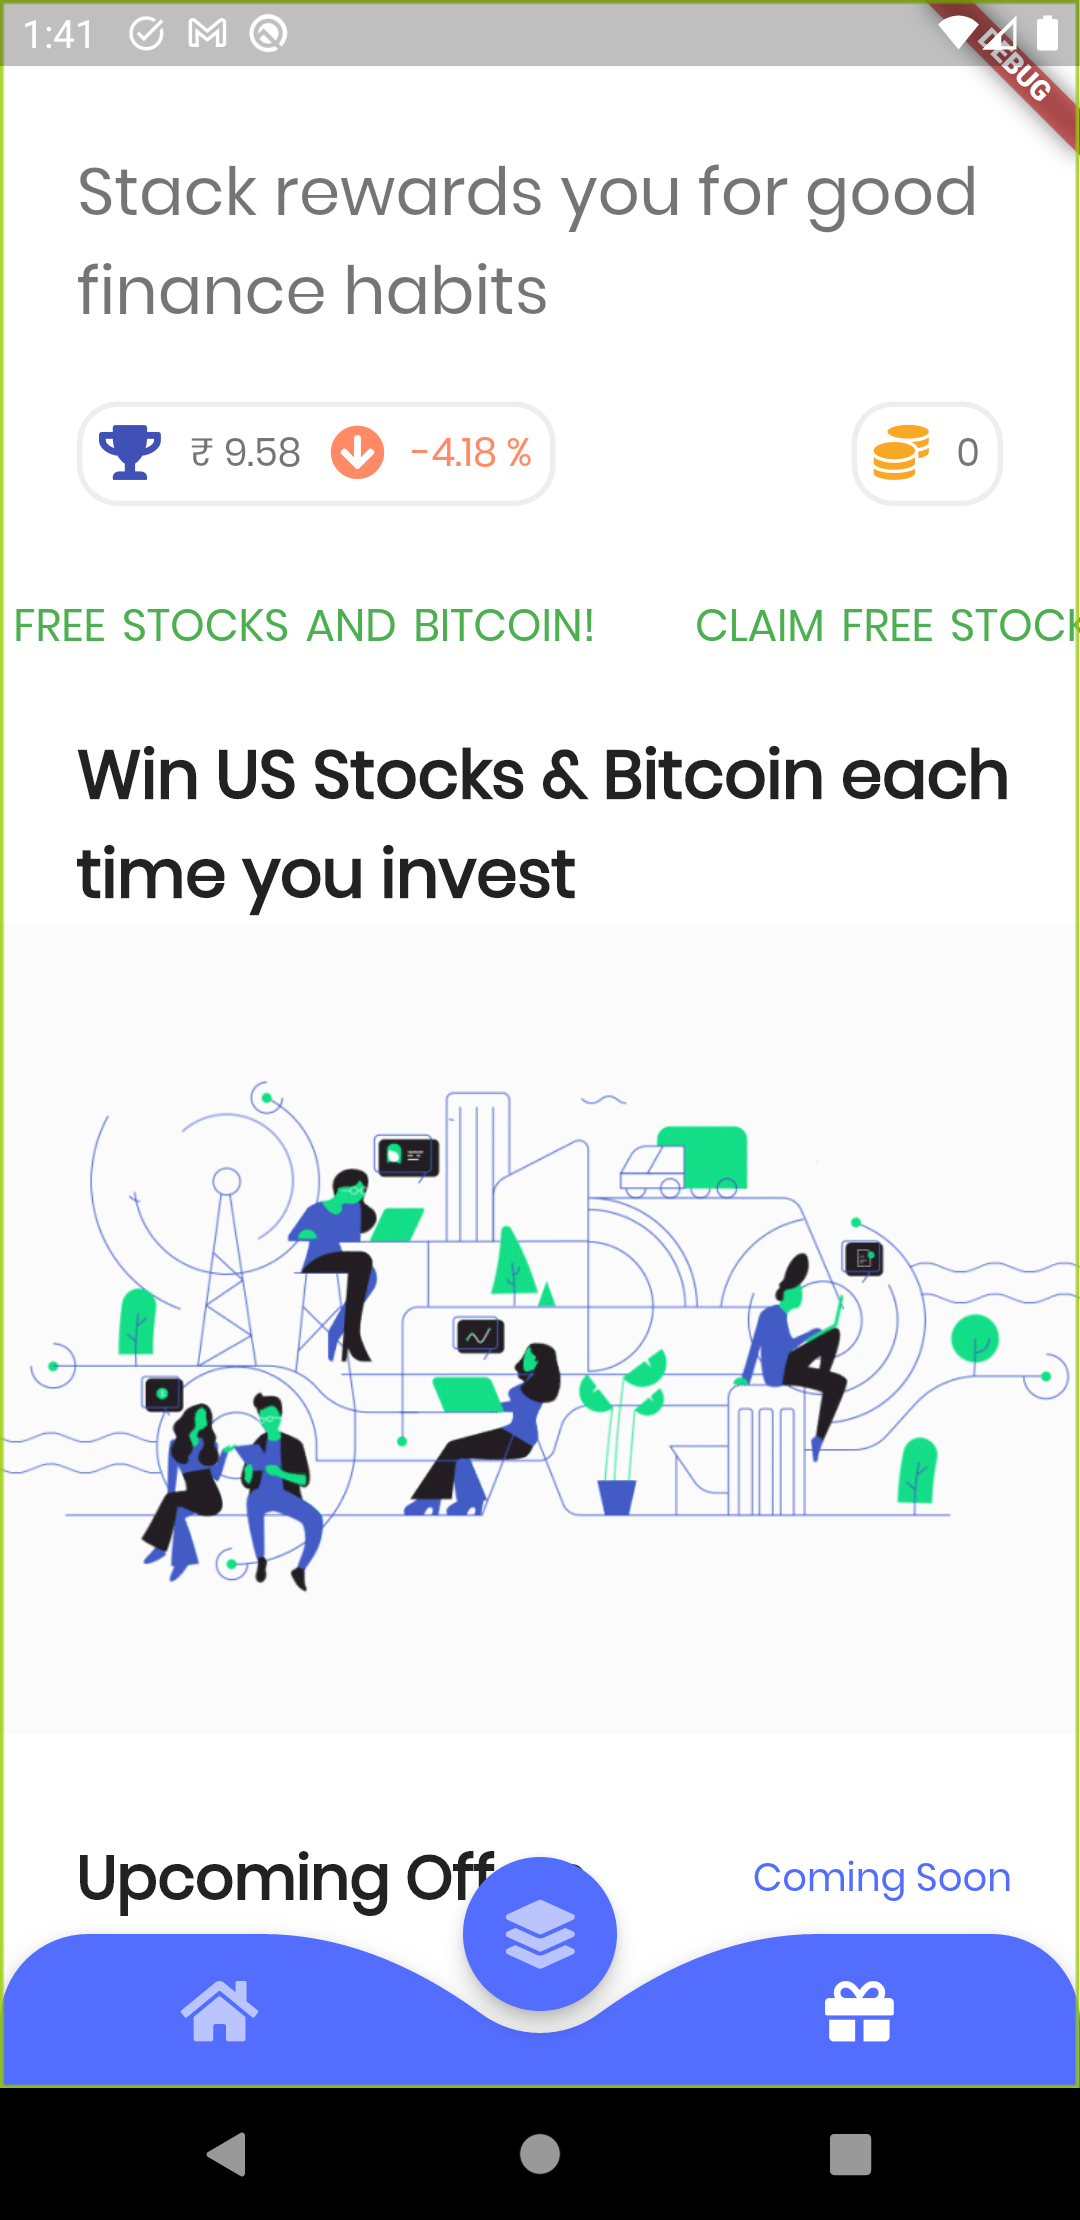 1:41
DEBUG
Stack rewards you for good
finance habits
₹ 9.58 -4.18 % 0
FREE STOCKS AND BITCOIN! CLAIM FREE STOCK
Win US Stocks & Bitcoin each
time you invest
Upcoming Off
Coming Soon